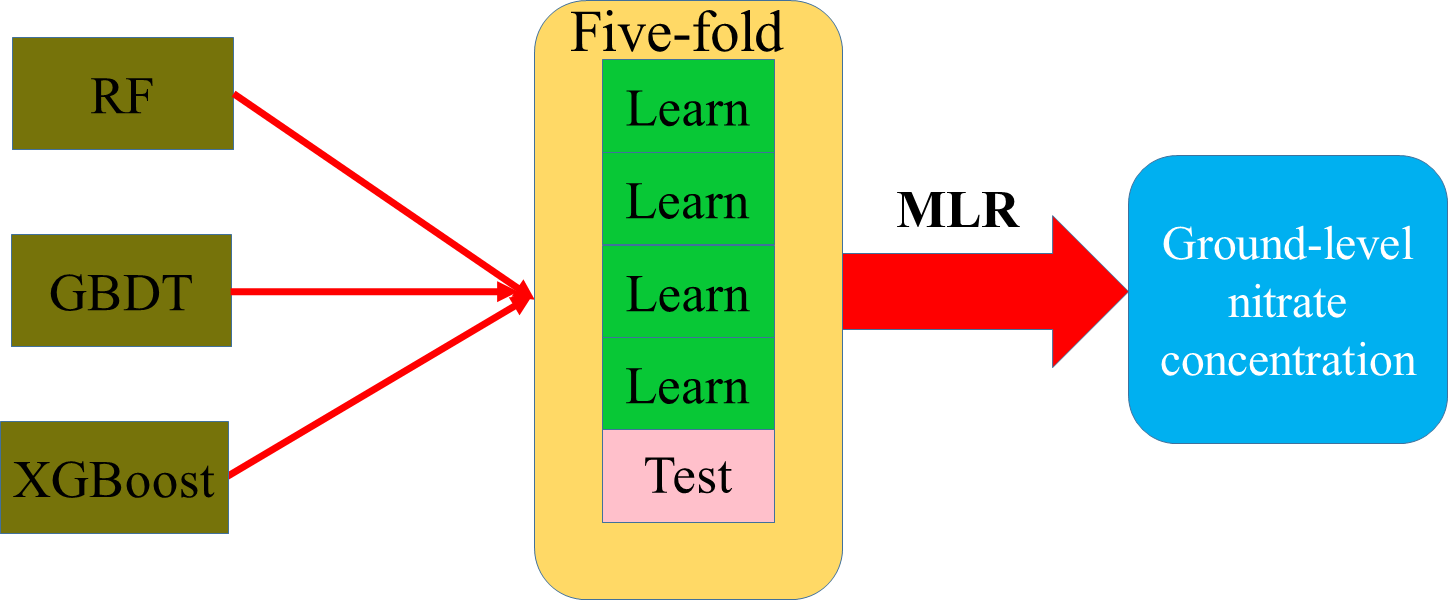 RF
GBDT
XGBoost
Five-fold
Learn
Learn
Learn
Learn
Test
MLR
Ground-level
nitrate
concentration